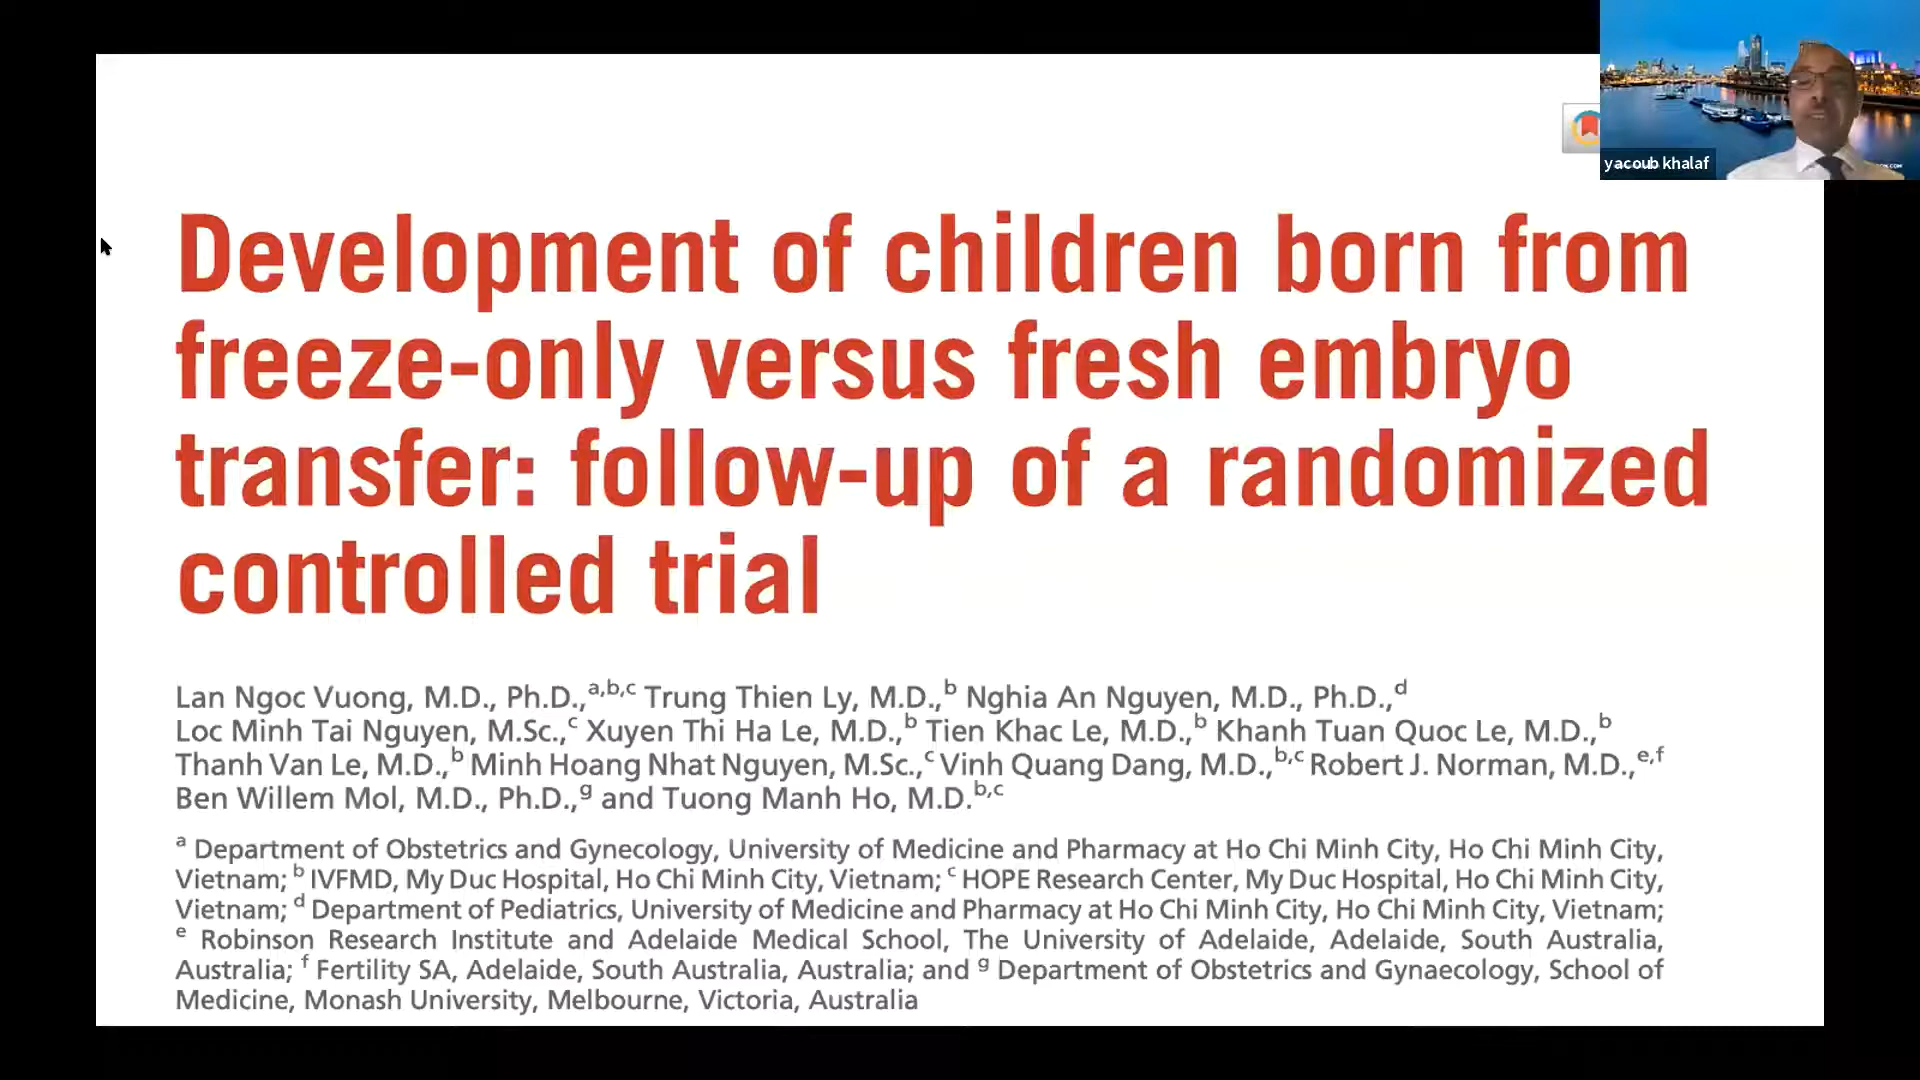 yacoub khalaf
Development of children born from
freeze-only versus fresh embryo
transfer: follow-up of a randomized
controlled trial
Lan Ngoc Vuong, M.D., Ph.D.,a,b,c Trung Thien Ly, M.D.,b Nghia An Nguyen, M.D., Ph.D.,d
Loc Minh Tai Nguyen, M.Sc.,c Xuyen Thi Ha Le, M.D.,b Tien Khac Le, M.D.,b Khanh Tuan Quoc Le, M.D.,b
Thanh Van Le, M.D.,b Minh Hoang Nhat Nguyen, M.Sc.,c Vinh Quang Dang, M.D.,b,c Robert J. Norman, M.D.,e,f
Ben Willem Mol, M.D., Ph.D.,g and Tuong Manh Ho, M.D.b,c
a Department of Obstetrics and Gynecology, University of Medicine and Pharmacy at Ho Chi Minh City, Ho Chi Minh City,
Vietnam; b IVFMD, My Duc Hospital, Ho Chi Minh City, Vietnam; c HOPE Research Center, My Duc Hospital, Ho Chi Minh City,
Vietnam; d Department of Pediatrics, University of Medicine and Pharmacy at Ho Chi Minh City, Ho Chi Minh City, Vietnam;
e Robinson Research Institute and Adelaide Medical School, The University of Adelaide, Adelaide, South Australia,
Australia; f Fertility SA, Adelaide, South Australia, Australia; and g Department of Obstetrics and Gynaecology, School of
Medicine, Monash University, Melbourne, Victoria, Australia